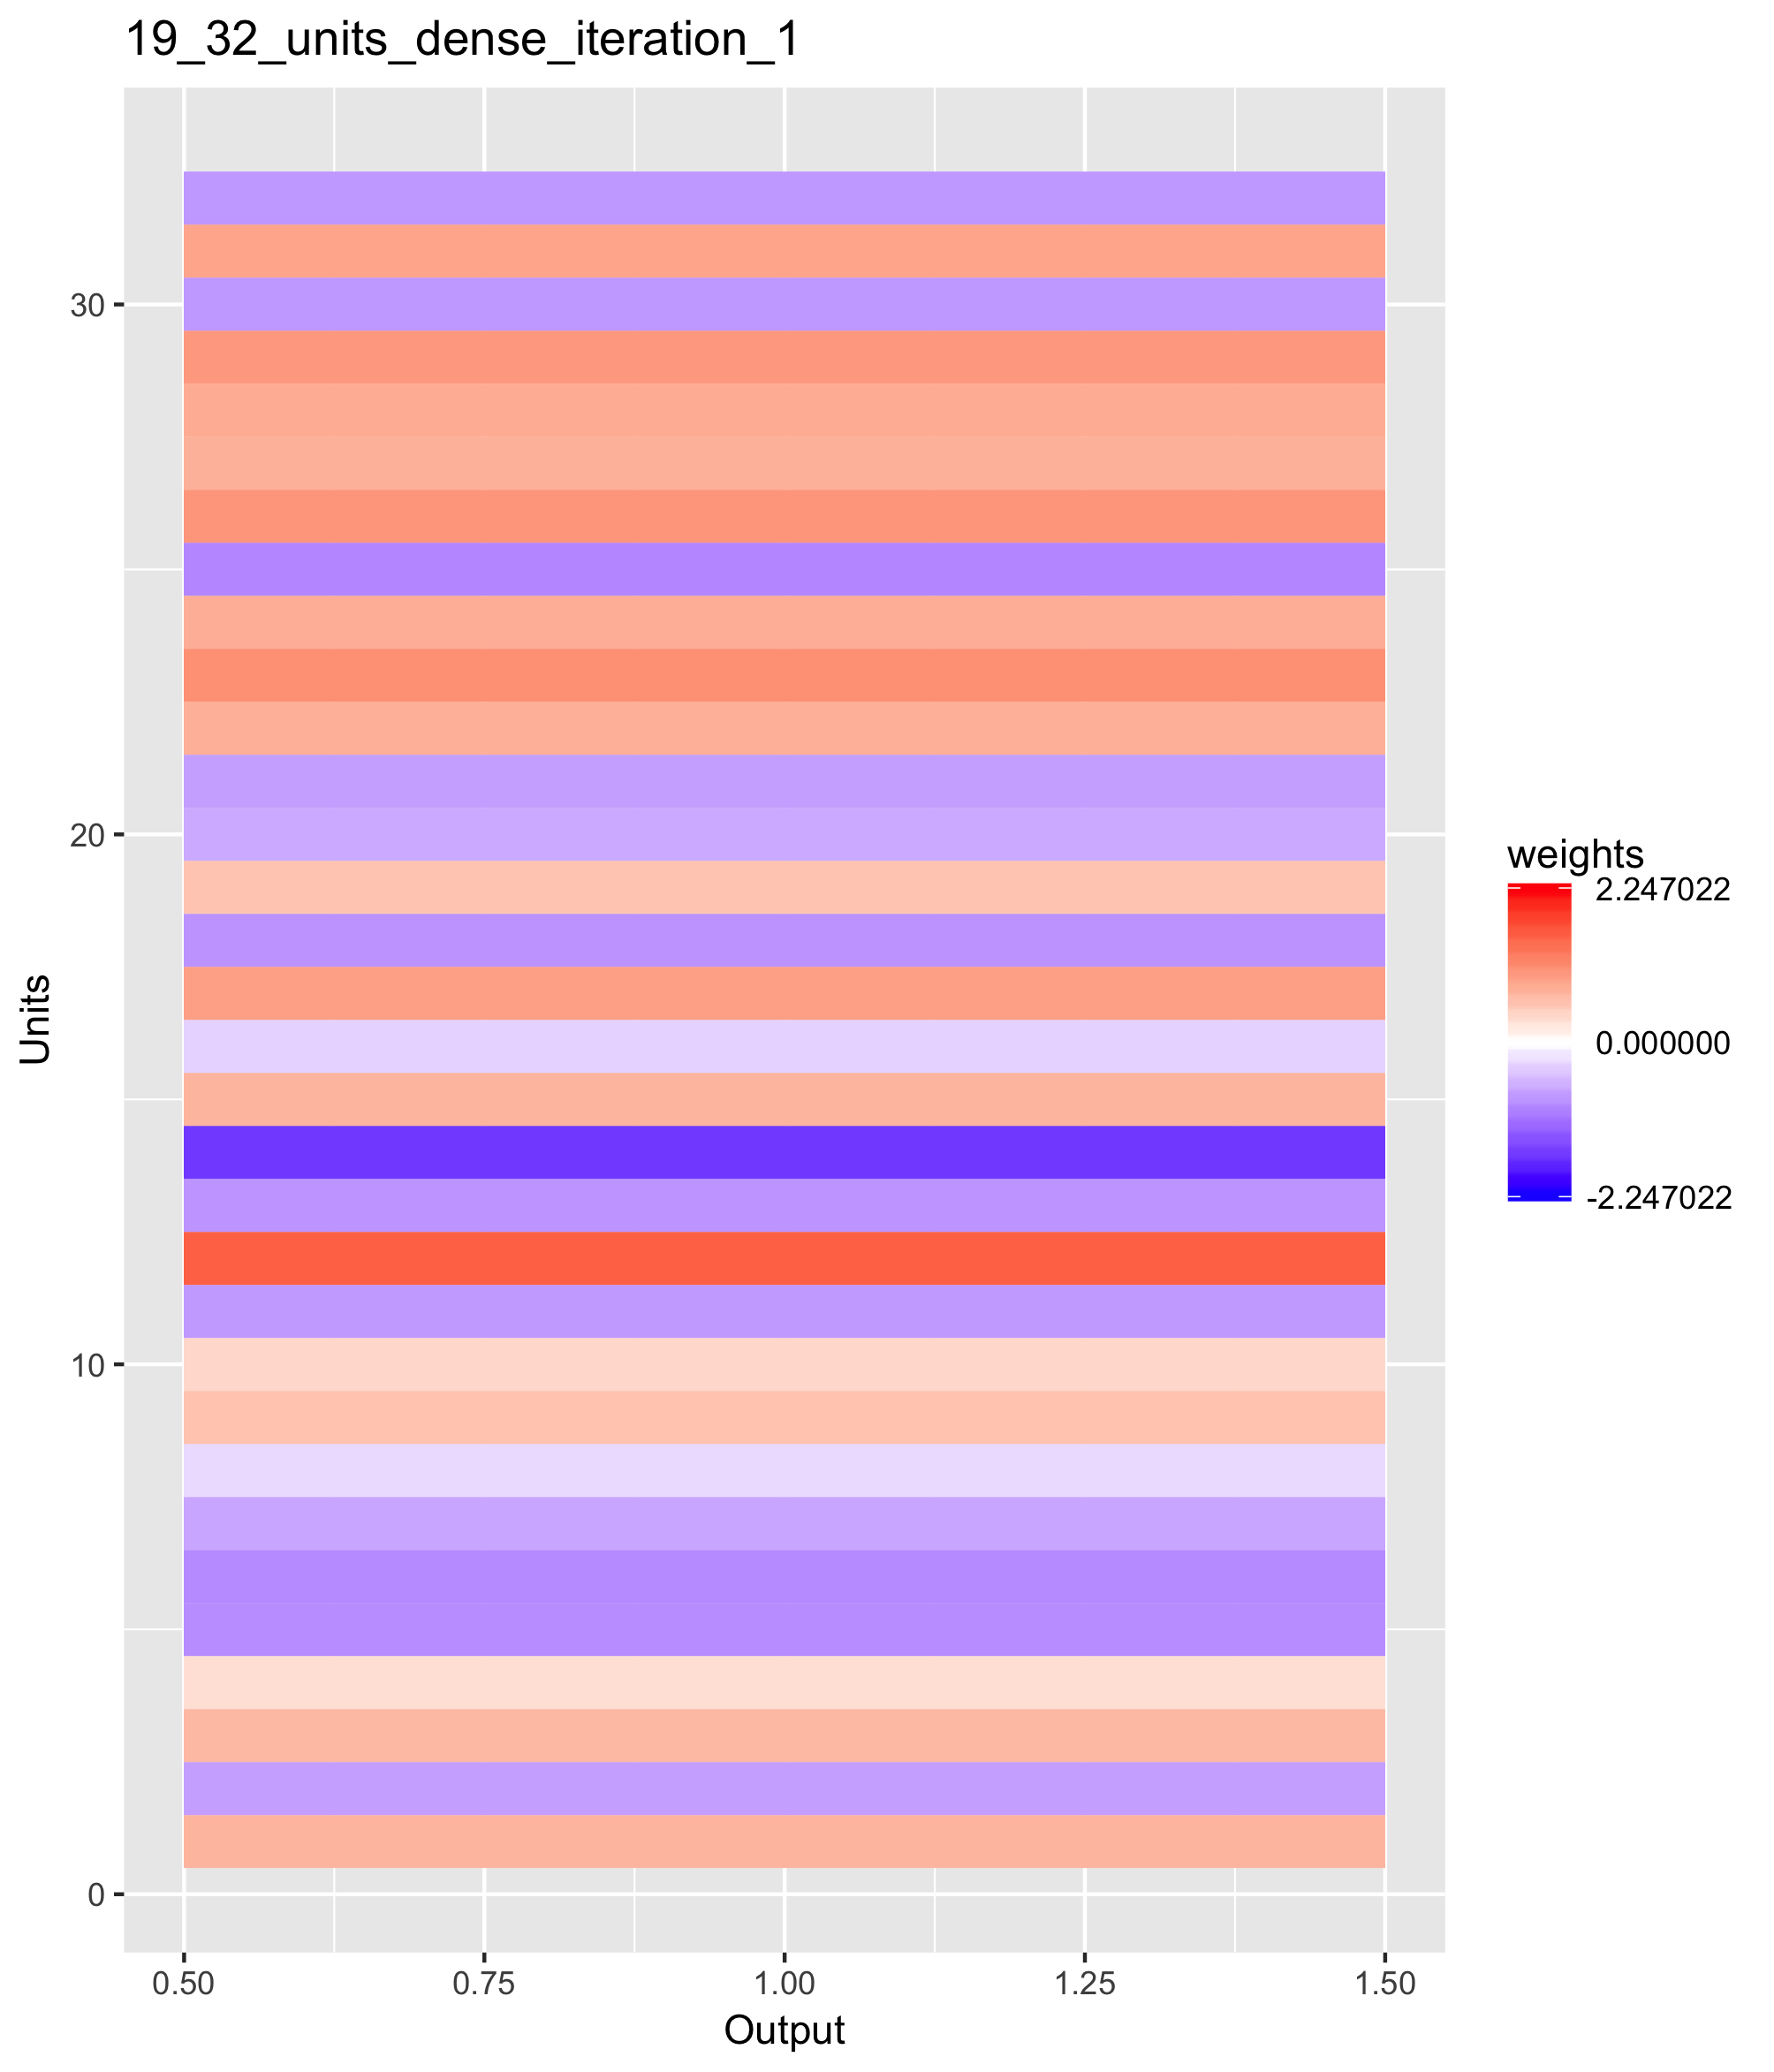 19_32_units_dense_iteration_1
30
20
10
0
Units
0.50 0.75 1.00 1.25 1.50
Output
weights
2.247022
0.000000
-2.247022